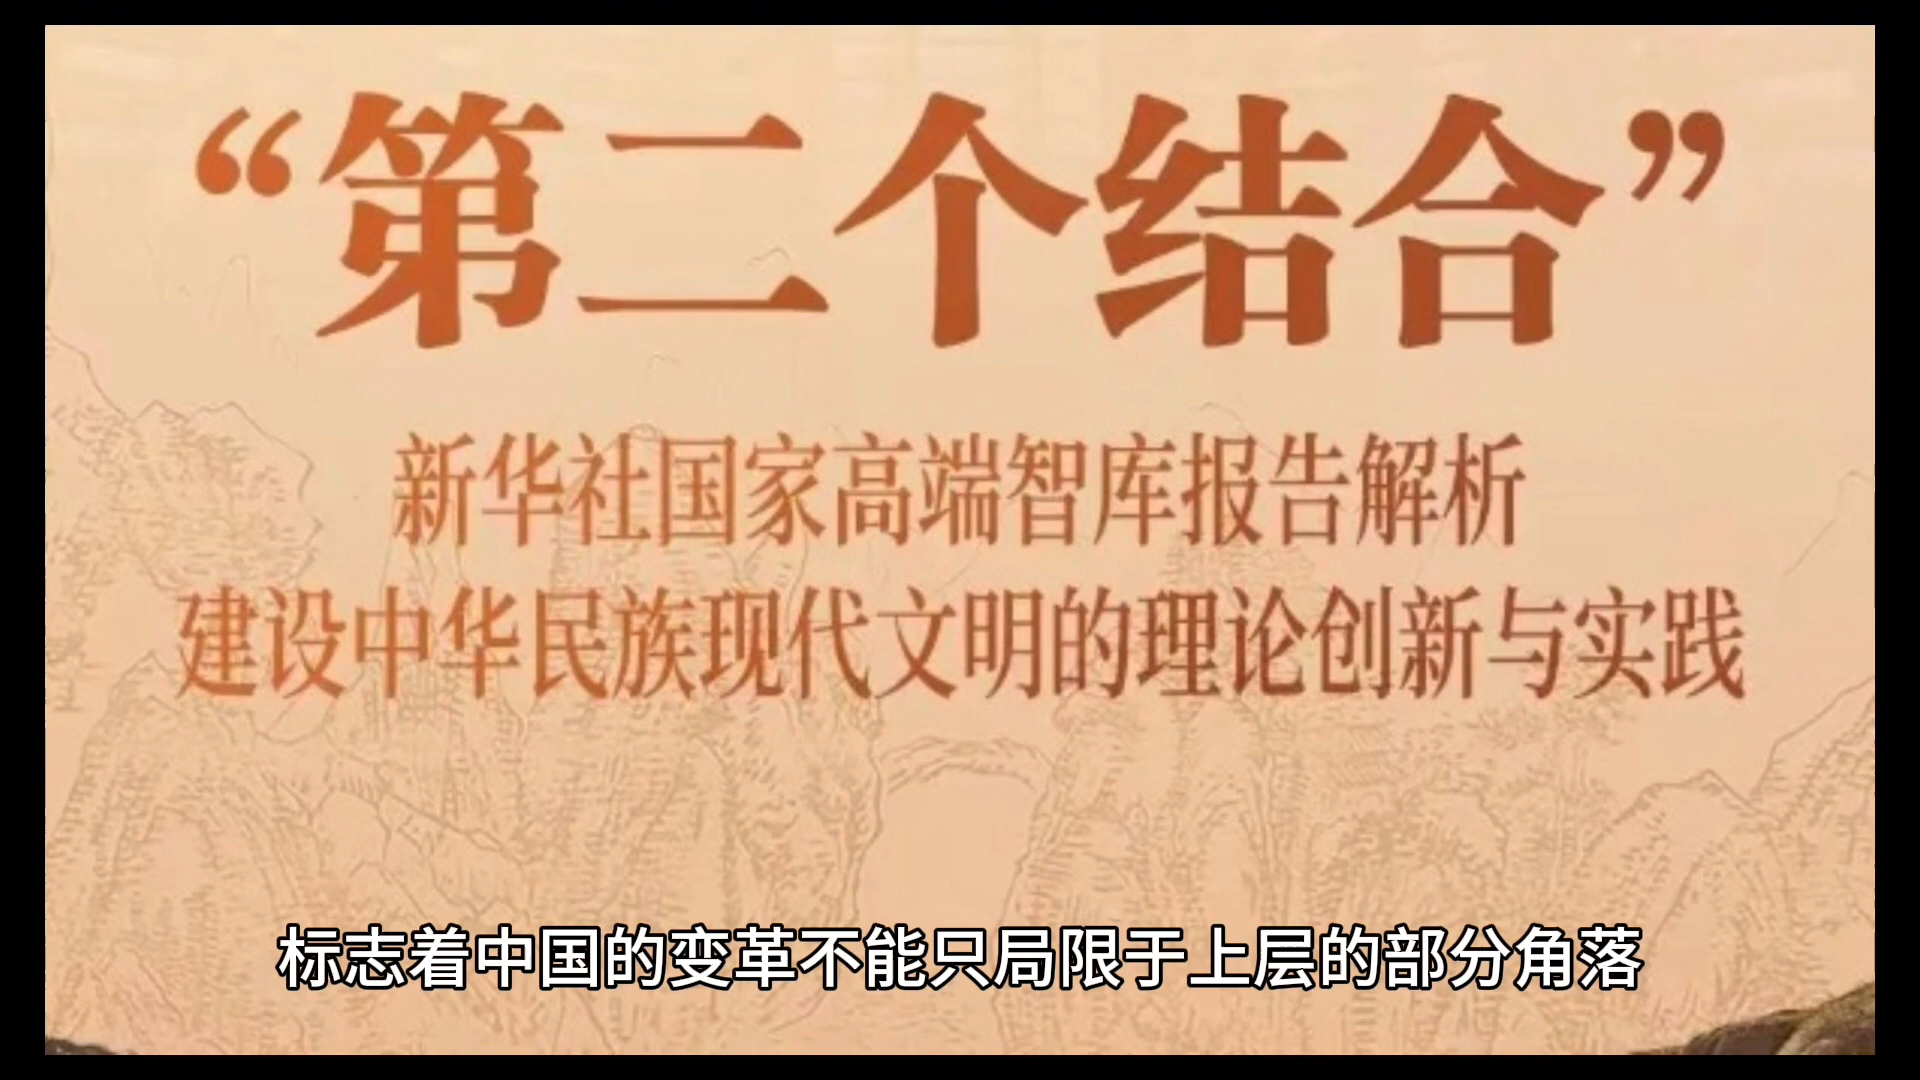 “第二个结合”
新华社国家高端智库报告解析
建设中华民族现代文明的理论创新与实践
标志着中国的变革不能只局限于上层的部分角落